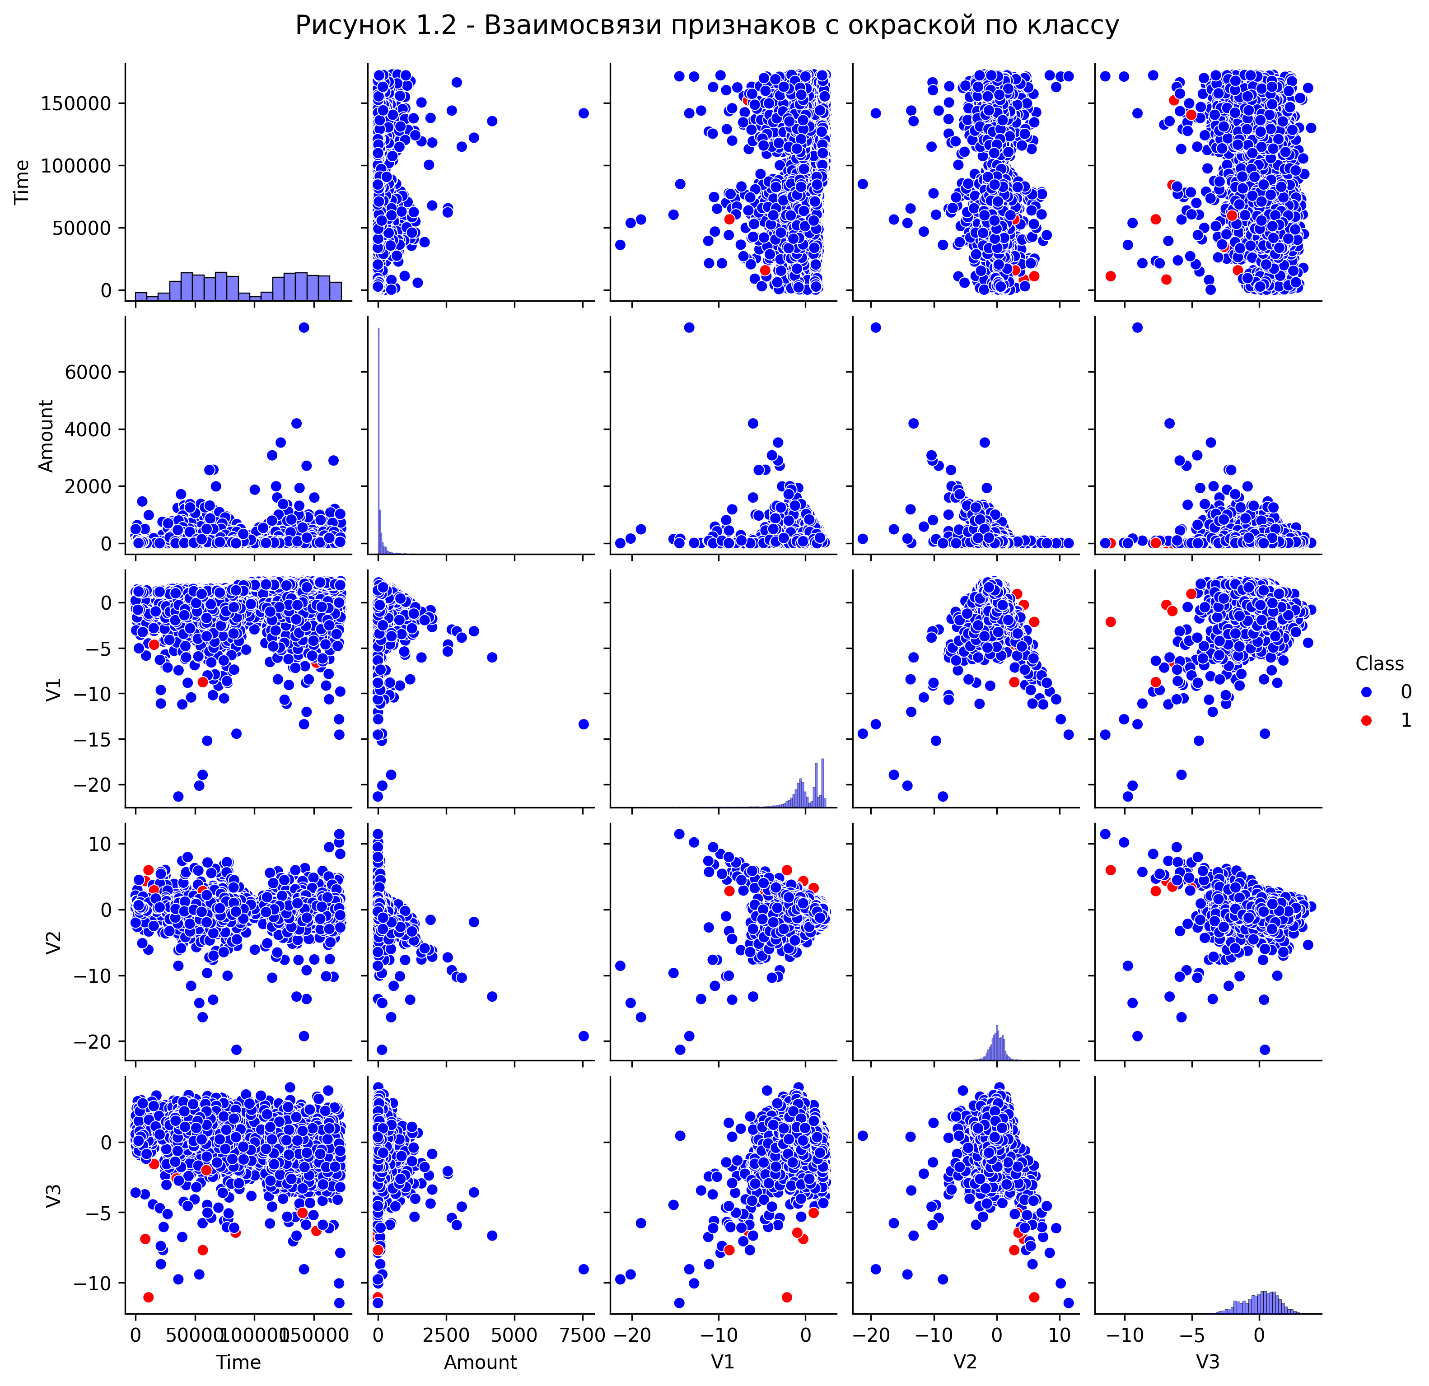 Рисунок 1.2 - Взаимосвязи признаков с окраской по классу
150000
100000
50000
0
Time
6000
4000
2000
0
Amount
0
−5
−10
−15
−20
V1
Class
0
1
10
0
−10
−20
V2
0
−5
−10
V3
0 50000 100000 150000
0 2500 5000 7500
−20 −10 0
−20 −10 0 10
−10 −5 0
Time Amount V1 V2 V3